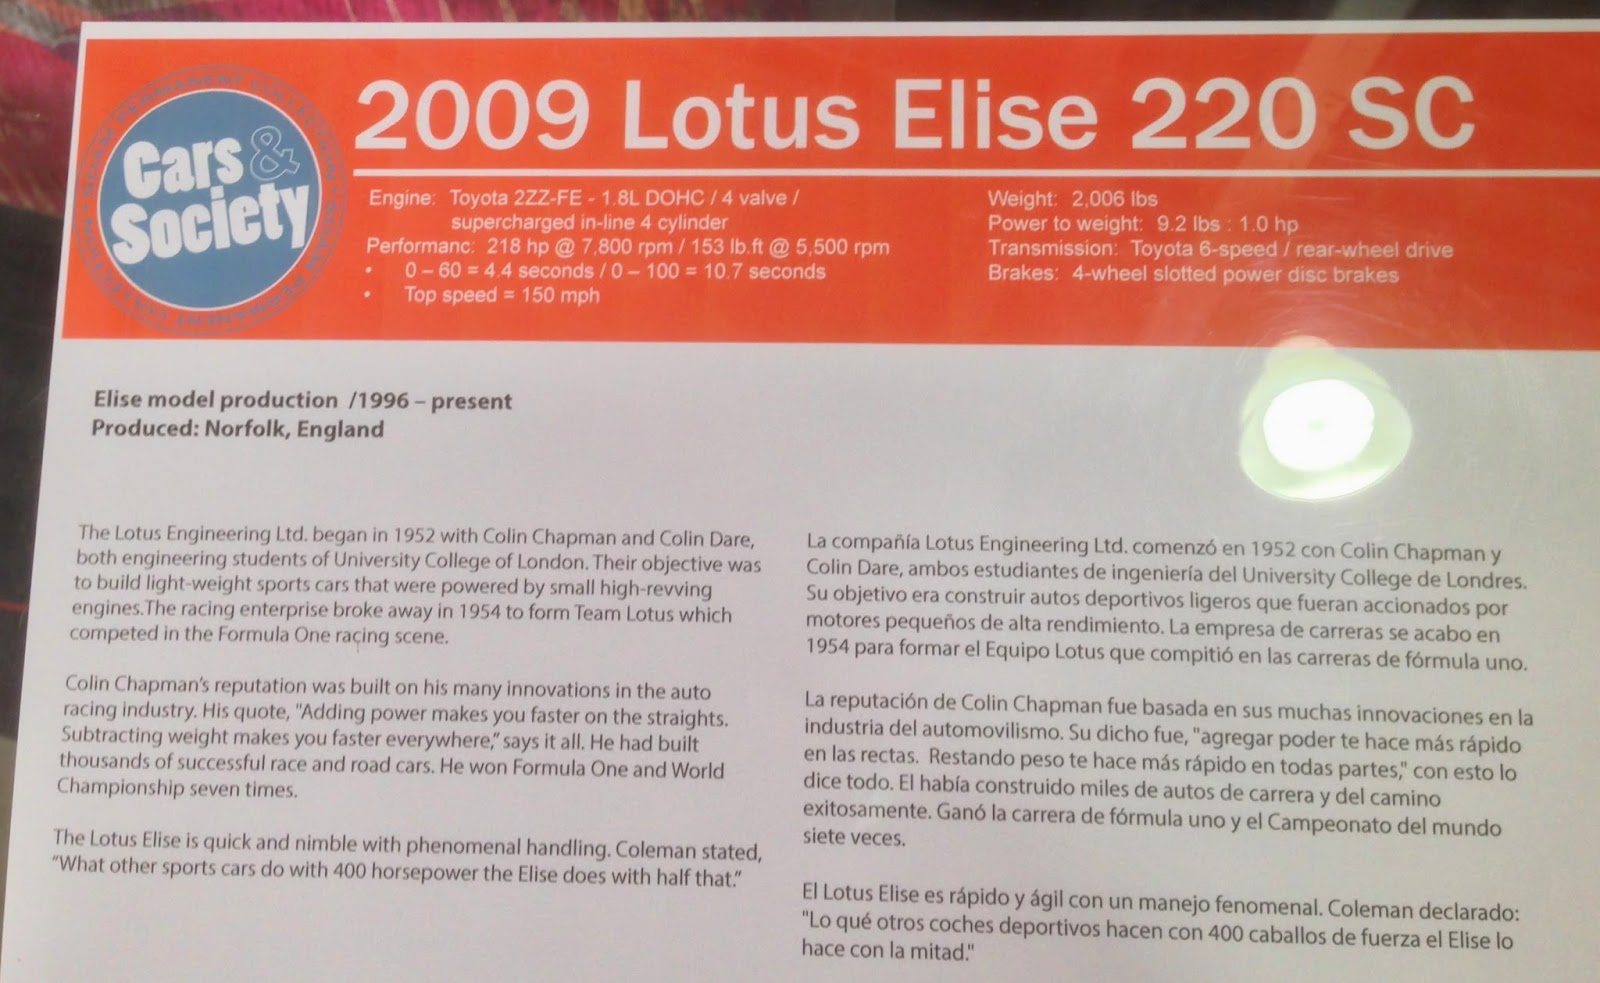 2009 Lotus Elise 220 SC
Cars &
Society
Engine: Toyota 2ZZ-FE - 1.8L DOHC / 4 valve /
supercharged in-line 4 cylinder
Performanc: 218 hp @ 7,800 rpm / 153 lb.ft @ 5,500 rpm
• 0 – 60 = 4.4 seconds / 0 – 100 = 10.7 seconds
• Top speed = 150 mph
Weight: 2,006 lbs
Power to weight: 9.2 lbs : 1.0 hp
Transmission: Toyota 6-speed / rear-wheel drive
Brakes: 4-wheel slotted power disc brakes
Elise model production /1996 – present
Produced: Norfolk, England
The Lotus Engineering Ltd. began in 1952 with Colin Chapman and Colin Dare,
both engineering students of University College of London. Their objective was
to build light-weight sports cars that were powered by small high-revving
engines.The racing enterprise broke away in 1954 to form Team Lotus which
competed in the Formula One racing scene.
Colin Chapman's reputation was built on his many innovations in the auto
racing industry. His quote, "Adding power makes you faster on the straights.
Subtracting weight makes you faster everywhere," says it all. He had built
thousands of successful race and road cars. He won Formula One and World
Championship seven times.
The Lotus Elise is quick and nimble with phenomenal handling. Coleman stated,
"What other sports cars do with 400 horsepower the Elise does with half that."
La compañía Lotus Engineering Ltd. comenzó en 1952 con Colin Chapman y
Colin Dare, ambos estudiantes de ingeniería del University College de Londres.
Su objetivo era construir autos deportivos ligeros que fueran accionados por
motores pequeños de alta rendimiento. La empresa de carreras se acabo en
1954 para formar el Equipo Lotus que compitió en las carreras de fórmula uno.
La reputación de Colin Chapman fue basada en sus muchas innovaciones en la
industria del automovilismo. Su dicho fue, "agregar poder te hace más rápido
en las rectas. Restando peso te hace más rápido en todas partes," con esto lo
dice todo. El había construido miles de autos de carrera y del camino
exitosamente. Ganó la carrera de fórmula uno y el Campeonato del mundo
siete veces.
El Lotus Elise es rápido y ágil con un manejo fenomenal. Coleman declarado:
"Lo qué otros coches deportivos hacen con 400 caballos de fuerza el Elise lo
hace con la mitad."